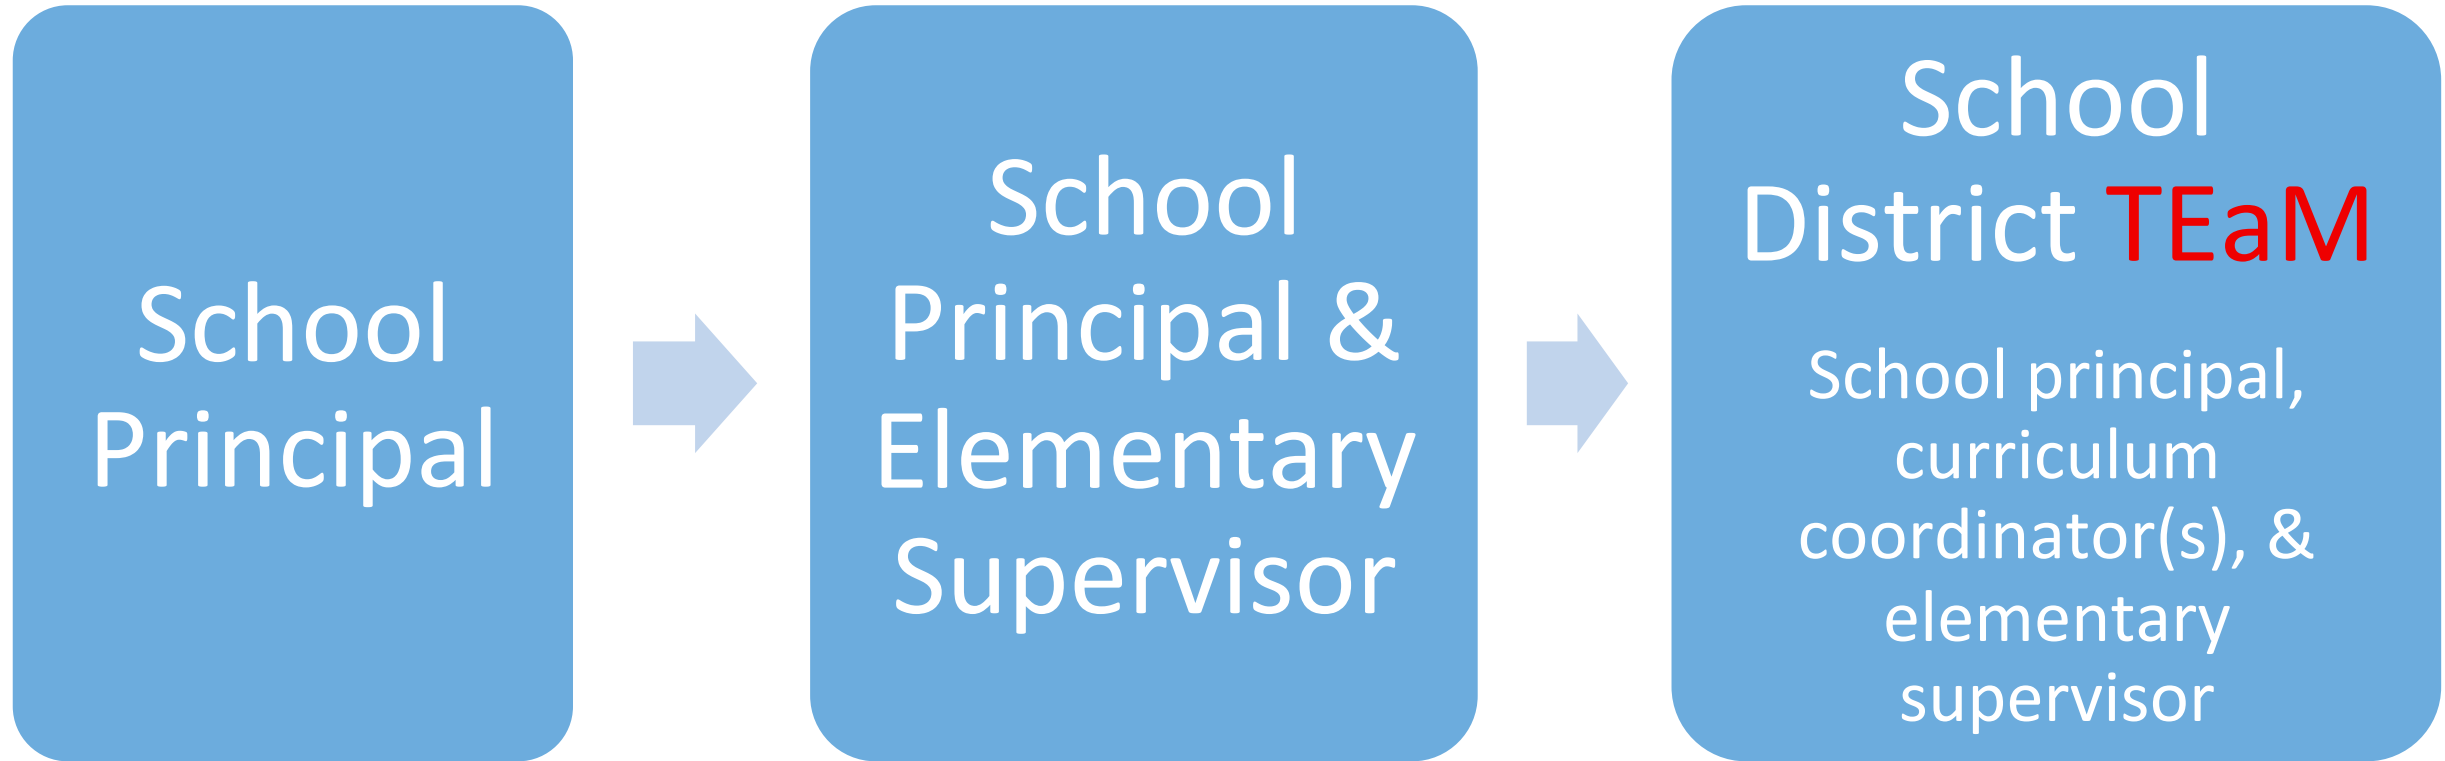 School
Principal
School
Principal &
Elementary
Supervisor
School
District TEaM
School principal,
curriculum
coordinator(s), &
elementary
supervisor